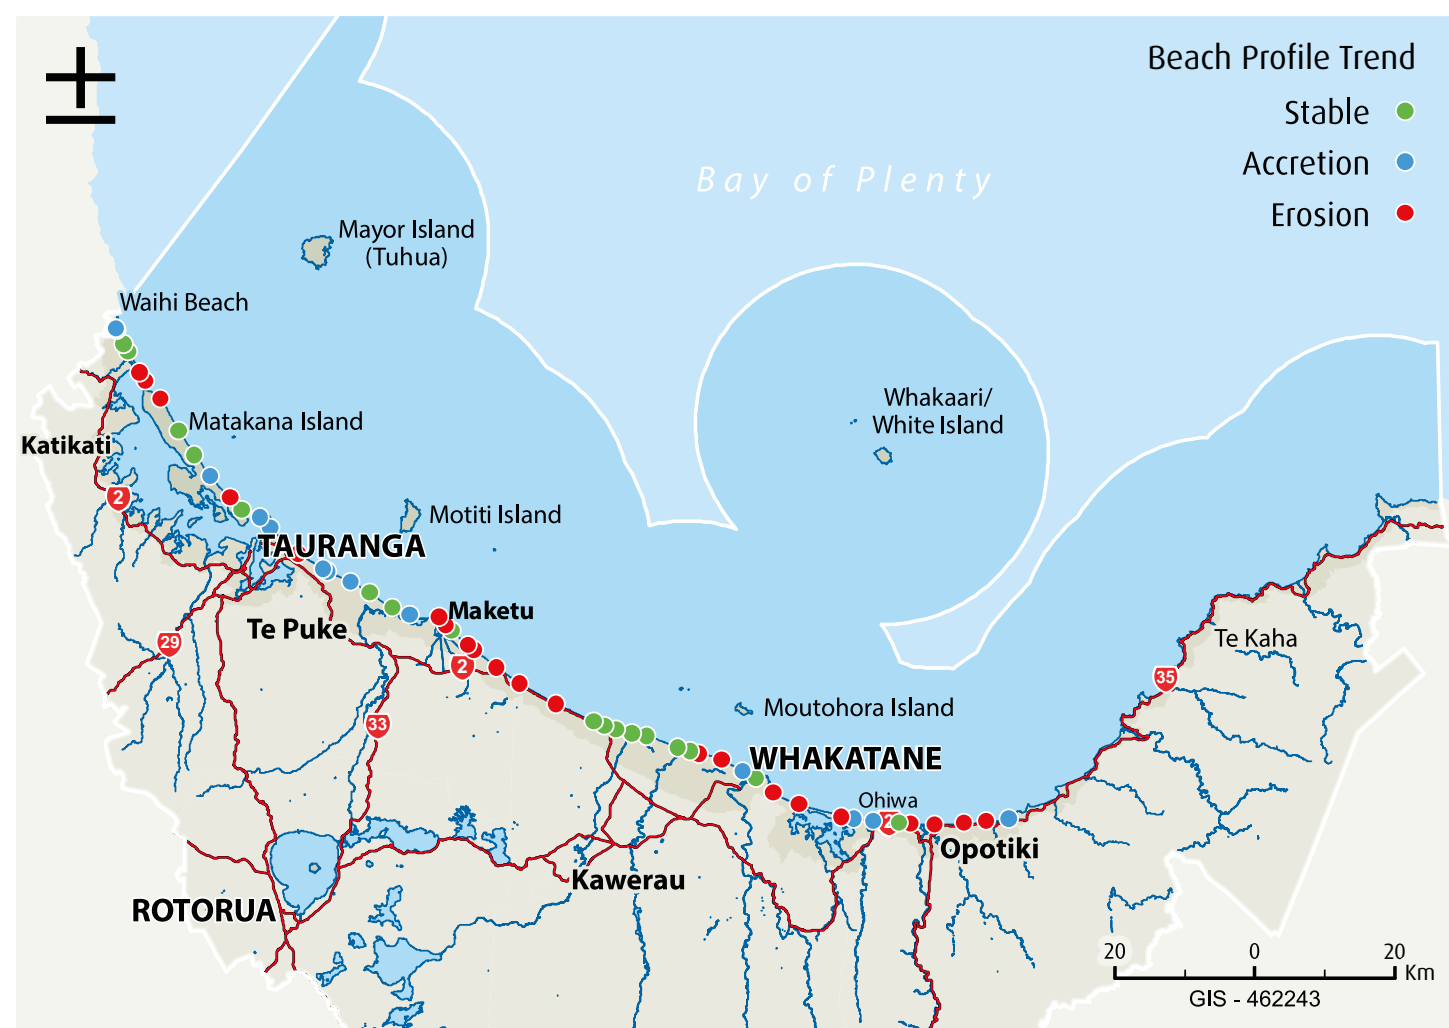 Beach Profile Trend
Stable
Accretion
Erosion
Bay of Plenty
Mayor Island
(Tuhua)
Waihi Beach
Whakaari/
White Island
Matakana Island
Katikati
2
Motiti Island
TAURANGA
Maketu
Te Puke
29
2
Te Kaha
35
33
Moutohora Island
WHAKATANE
Ohiwa
2
Opotiki
Kawerau
ROTORUA
20 0 20
Km
GIS - 462243